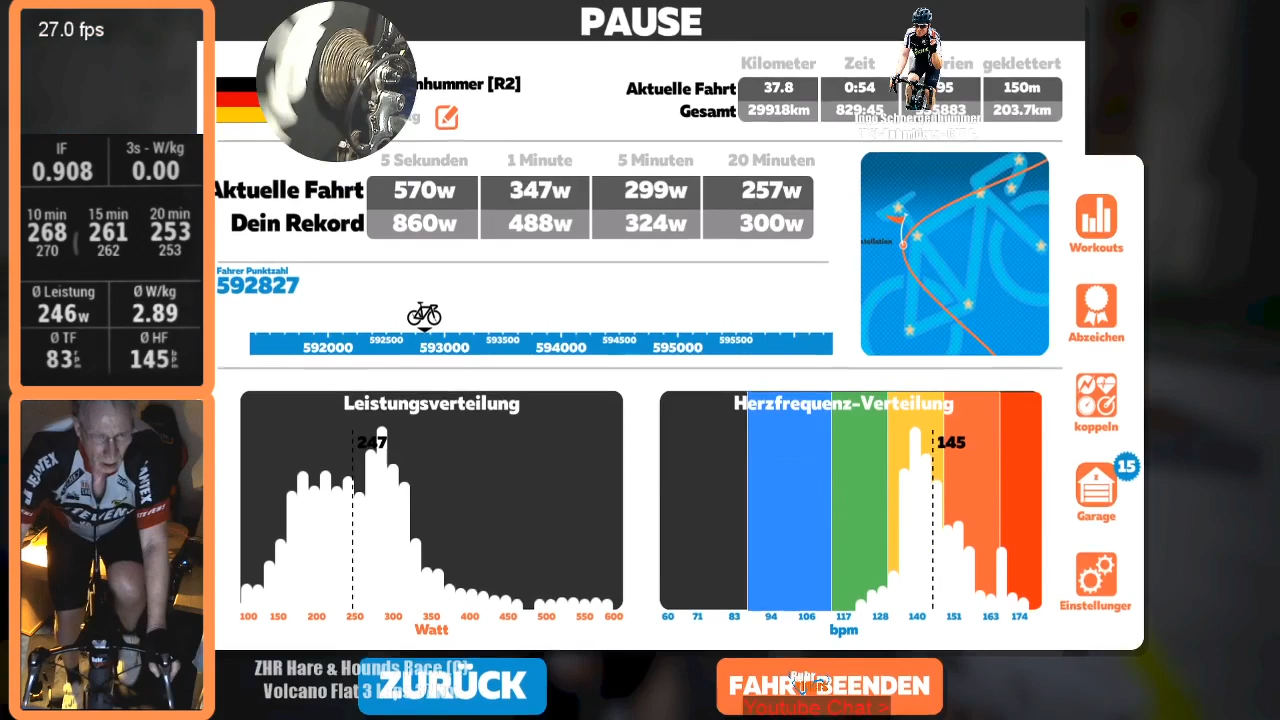 27.0 fps
PAUSE
IF 3s - W/kg
0.908 0.00
10 min 15 min 20 min
268 261 253
270 262 253
Ø Leistung Ø W/kg
246w 2.89
Ø TF Ø HF
83 145
hummer [R2]
Kilometer Zeit geklettert
Aktuelle Fahrt 37.8 0:54 95 150m
Gesamt 29918km 829:45 5883 203.7km
5 Sekunden 1 Minute 5 Minuten 20 Minuten
Aktuelle Fahrt 570w 347w 299w 257w
Dein Rekord 860w 488w 324w 300w
Fahrer Punktzahl
592827
592000 592500 593000 593500 594000 594500 595000 595500
Leistungsverteilung
247
100 150 200 250 300 350 400 450 500 550 600
Watt
Herzfrequenz-Verteilung
145
60 71 83 94 106 117 128 140 151 163 174
bpm
Workouts
Abzeichen
koppeln
15
Garage
Einstellungen
STEVENS
ZHR Hare & Hounds Race (C)
Volcano Flat 3
ZURÜCK
FAHRT BEENDEN
Youtube Chat >